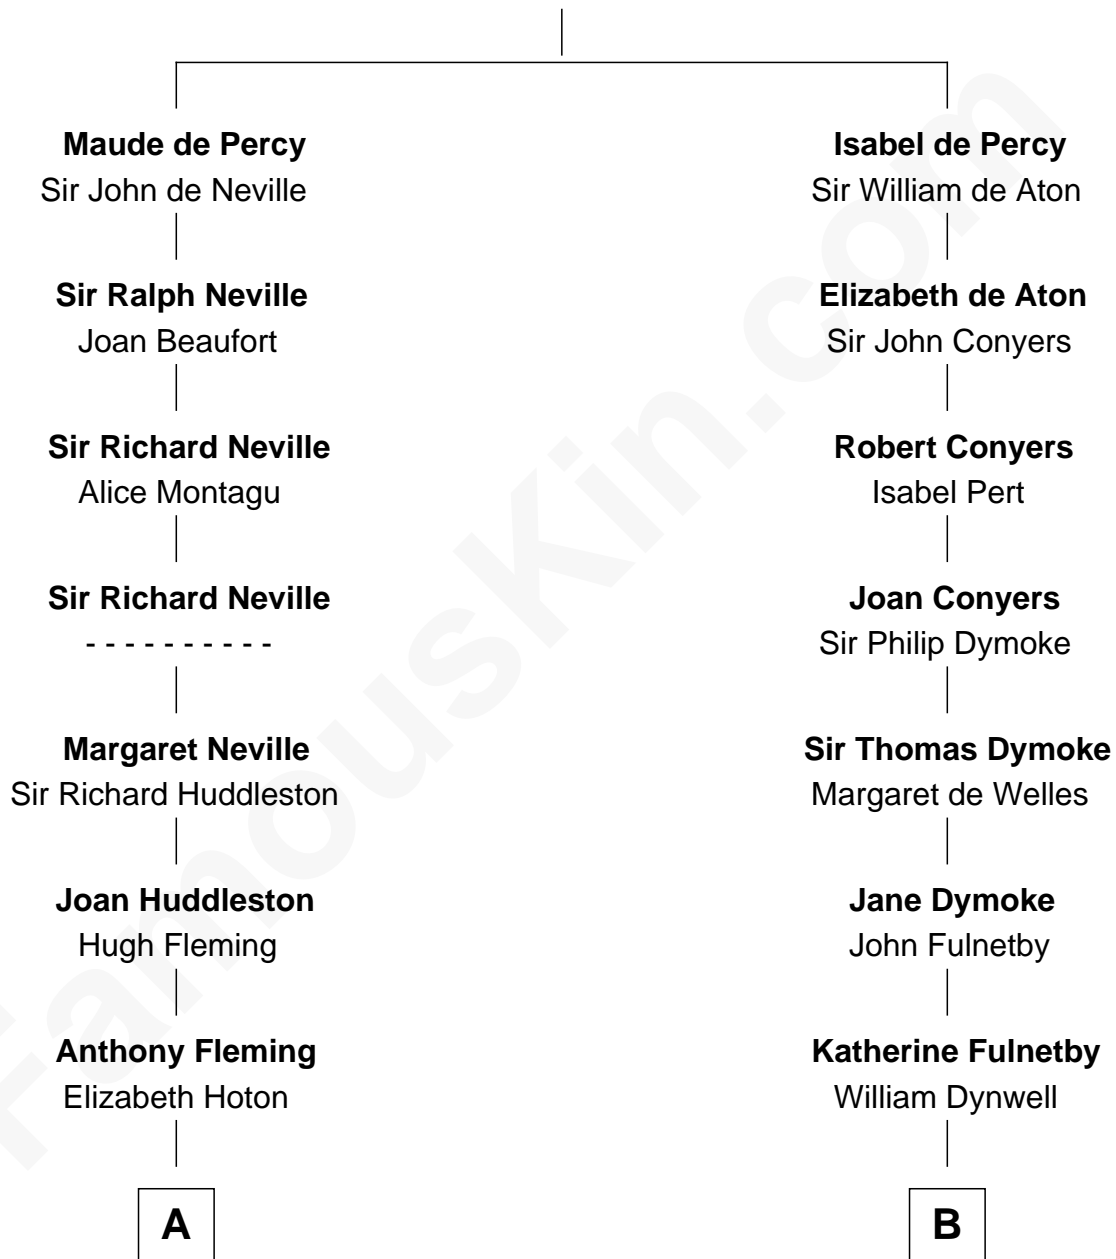 Maude de Percy
Sir John de Neville
Isabel de Percy
Sir William de Aton
Sir Ralph Neville
Joan Beaufort
Elizabeth de Aton
Sir John Conyers
Sir Richard Neville
Alice Montagu
Robert Conyers
Isabel Pert
Sir Richard Neville
- - - - - - - - - -
Joan Conyers
Sir Philip Dymoke
Margaret Neville
Sir Richard Huddleston
Sir Thomas Dymoke
Margaret de Welles
Joan Huddleston
Hugh Fleming
Jane Dymoke
John Fulnetby
Anthony Fleming
Elizabeth Hoton
Katherine Fulnetby
William Dynwell
A
B
FamousKin.com